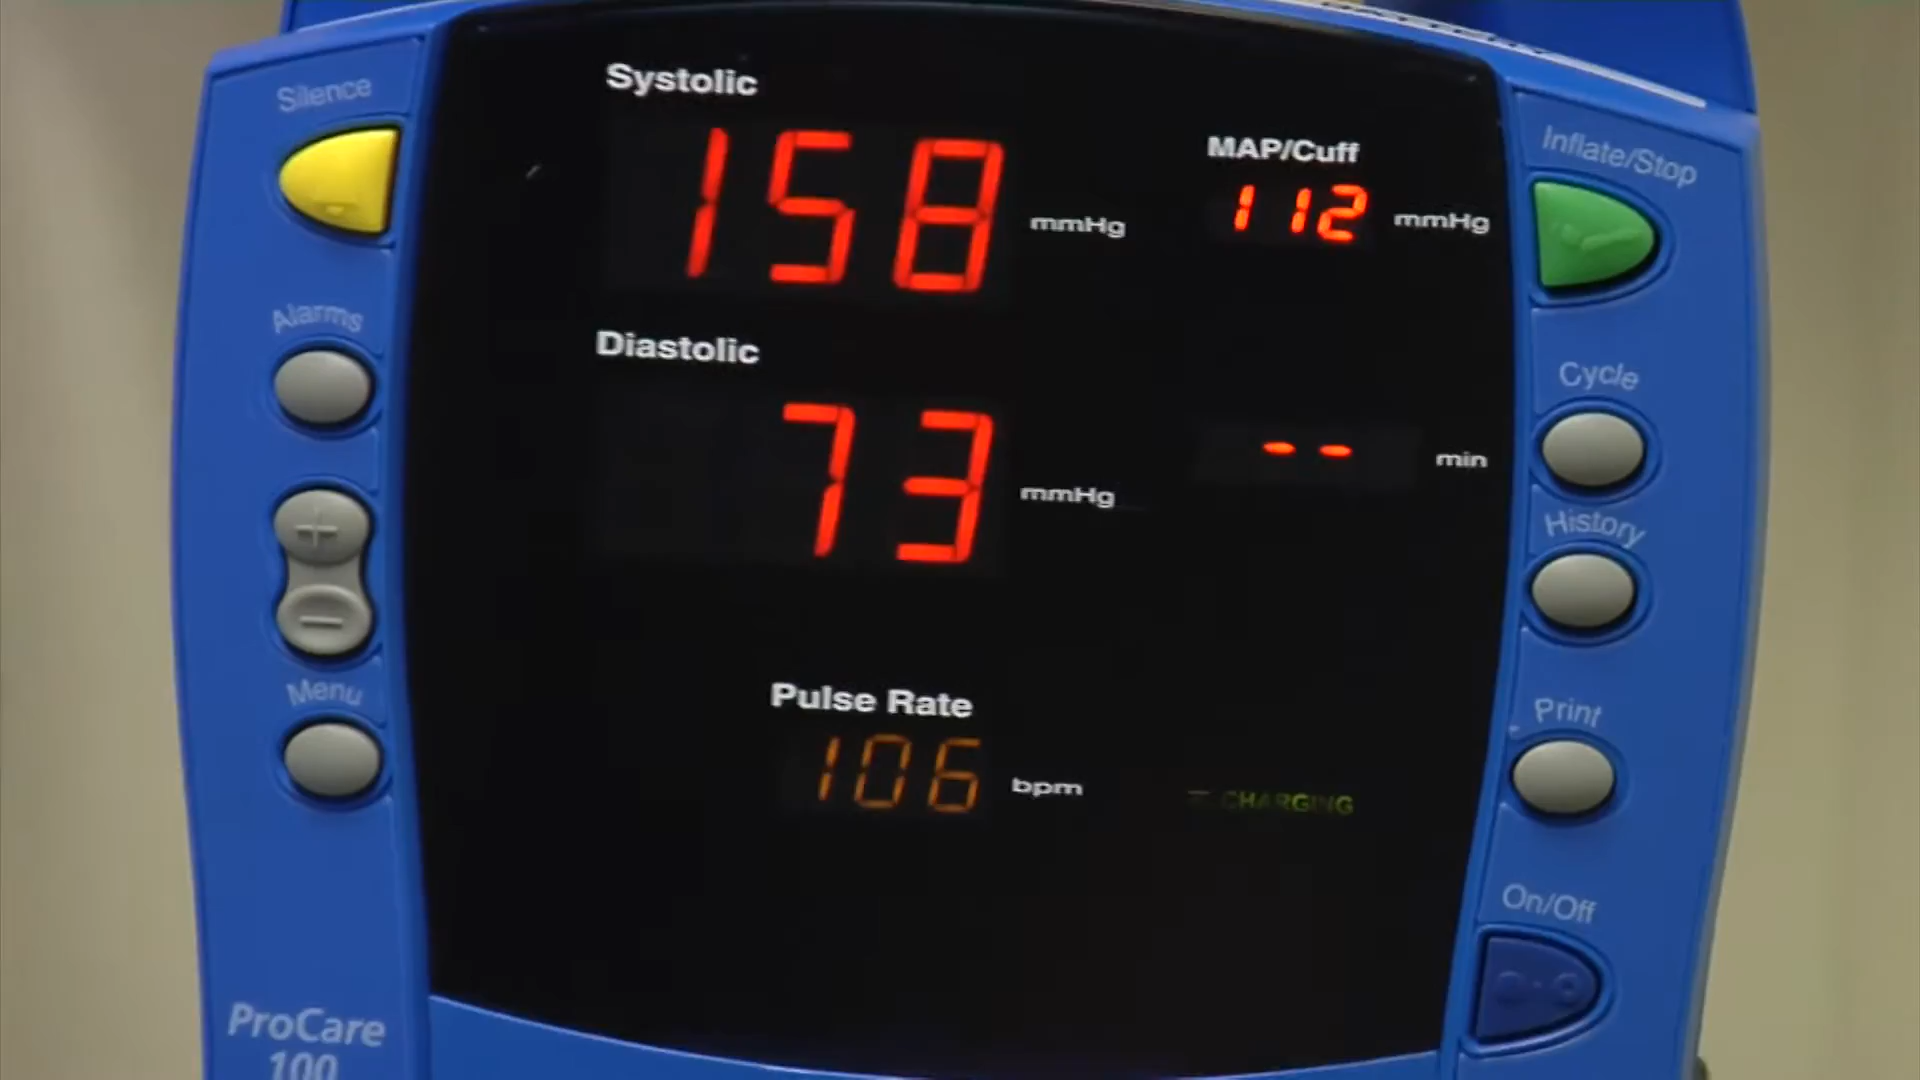 Silence
Systolic
158 mmHg
MAP/Cuff
112 mmHg
Inflate/Stop
Alarms
Diastolic
73 mmHg
-- min
Cycle
History
+
−
Menu
Pulse Rate
106 bpm
CHARGING
Print
On/Off
ProCare
100